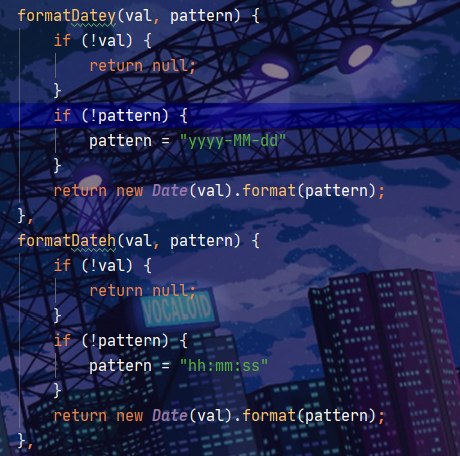 formatDatey(val, pattern) {
    if (!val) {
        return null;
    }
    if (!pattern) {
        pattern = "yyyy-MM-dd"
    }
    return new Date(val).format(pattern);
},
formatDateh(val, pattern) {
    if (!val) {
        return null;
    }
    if (!pattern) {
        pattern = "hh:mm:ss"
    }
    return new Date(val).format(pattern);
},
VOCALOID